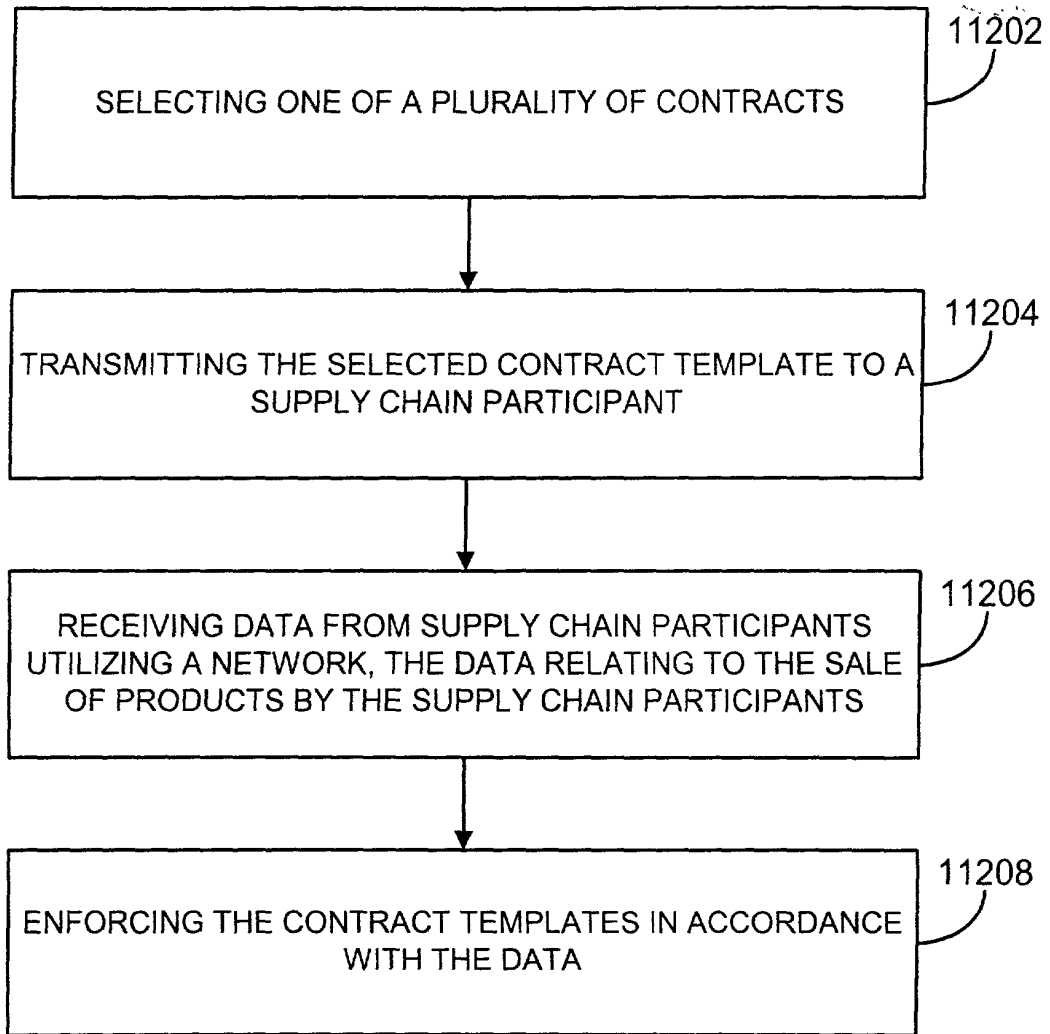 11202
SELECTING ONE OF A PLURALITY OF CONTRACTS
11204
TRANSMITTING THE SELECTED CONTRACT TEMPLATE TO A
SUPPLY CHAIN PARTICIPANT
11206
RECEIVING DATA FROM SUPPLY CHAIN PARTICIPANTS
UTILIZING A NETWORK, THE DATA RELATING TO THE SALE
OF PRODUCTS BY THE SUPPLY CHAIN PARTICIPANTS
11208
ENFORCING THE CONTRACT TEMPLATES IN ACCORDANCE
WITH THE DATA